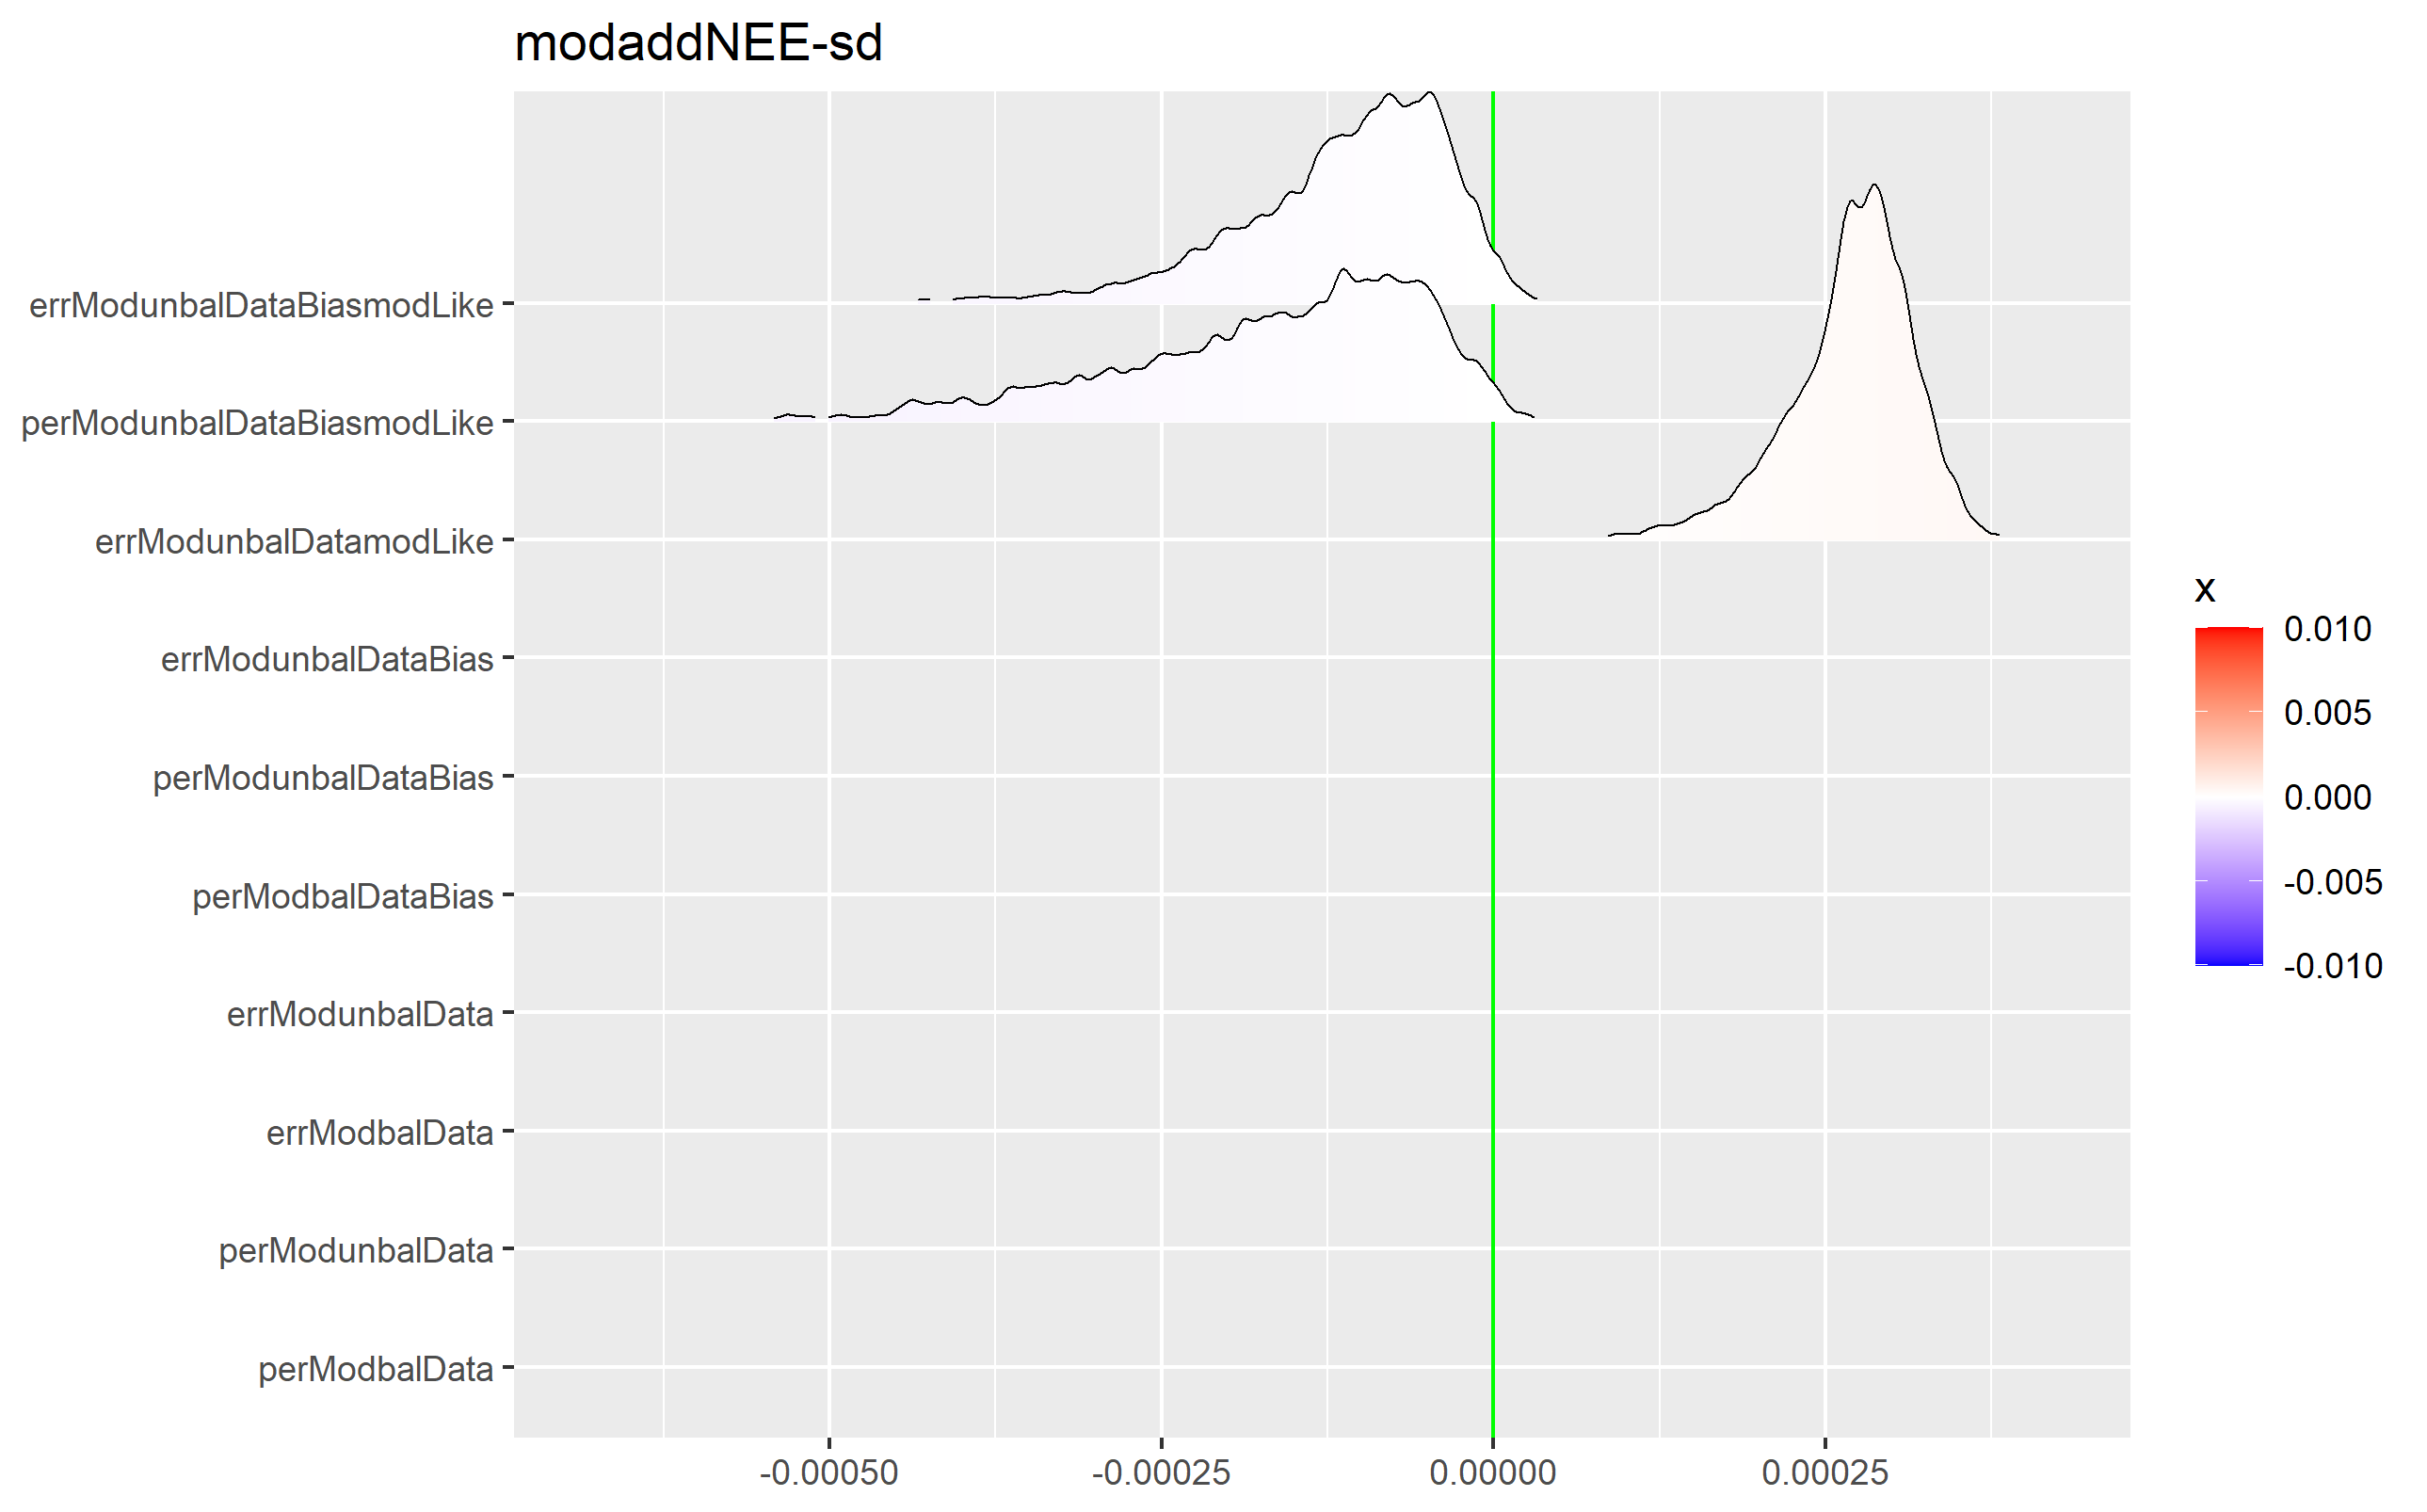 modaddNEE-sd
errModunbalDataBiasmodLike
perModunbalDataBiasmodLike
errModunbalDatamodLike
errModunbalDataBias
perModunbalDataBias
perModbalDataBias
errModunbalData
errModbalData
perModunbalData
perModbalData
-0.00050
-0.00025
0.00000
0.00025
x
0.010
0.005
0.000
-0.005
-0.010